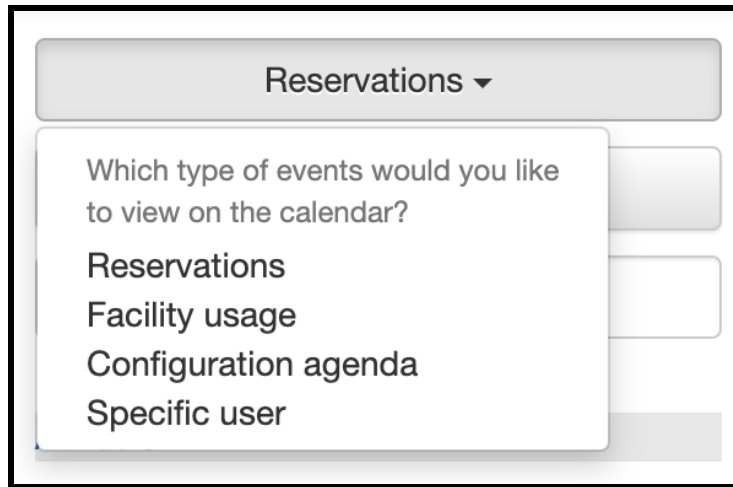 Reservations
Which type of events would you like
to view on the calendar?
Reservations
Facility usage
Configuration agenda
Specific user